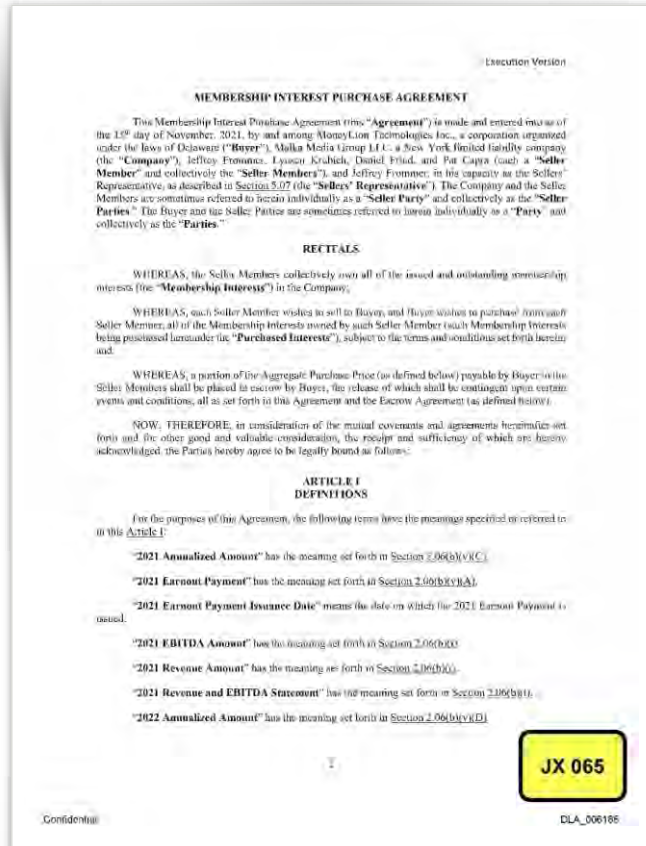 Execution Version
MEMBERSHIP INTEREST PURCHASE AGREEMENT
This Membership Interest Purchase Agreement (this “Agreement”) is made and entered into as of
the 15th day of November, 2021, by and among MoneyLion Technologies Inc., a corporation organized
under the laws of Delaware (“Buyer”), Malka Media Group LLC, a New York limited liability company
(the “Company”), Jeffrey Frommer, Lyusen Krubich, Daniel Fried, and Pat Capra (each a “Seller
Member” and collectively the “Seller Members”), and Jeffrey Frommer, in his capacity as the Sellers’
Representative, as described in Section 5.07 (the “Sellers’ Representative”). The Company and the Seller
Members are sometimes referred to herein individually as a “Seller Party” and collectively as the “Seller
Parties.” The Buyer and the Seller Parties are sometimes referred to herein individually as a “Party” and
collectively as the “Parties.”
RECITALS
WHEREAS, the Seller Members collectively own all of the issued and outstanding membership
interests (the “Membership Interests”) in the Company;
WHEREAS, each Seller Member wishes to sell to Buyer, and Buyer wishes to purchase from each
Seller Member, all of the Membership Interests owned by such Seller Member (such Membership Interests
being purchased hereunder the “Purchased Interests”), subject to the terms and conditions set forth herein;
and
WHEREAS, a portion of the Aggregate Purchase Price (as defined below) payable by Buyer to the
Seller Members shall be placed in escrow by Buyer, the release of which shall be contingent upon certain
events and conditions, all as set forth in this Agreement and the Escrow Agreement (as defined below).
NOW, THEREFORE, in consideration of the mutual covenants and agreements hereinafter set
forth and for other good and valuable consideration, the receipt and sufficiency of which are hereby
acknowledged, the Parties hereby agree to be legally bound as follows:
ARTICLE I
DEFINITIONS
For the purposes of this Agreement, the following terms have the meanings specified or referred to
in this Article I:
“2021 Annualized Amount” has the meaning set forth in Section 2.06(b)(v)(C).
“2021 Earnout Payment” has the meaning set forth in Section 2.06(b)(v)(A).
“2021 Earnout Payment Issuance Date” means the date on which the 2021 Earnout Payment is
issued.
“2021 EBITDA Amount” has the meaning set forth in Section 2.06(b)(i).
“2021 Revenue Amount” has the meaning set forth in Section 2.06(b)(i).
“2021 Revenue and EBITDA Statement” has the meaning set forth in Section 2.06(b)(i).
“2022 Annualized Amount” has the meaning set forth in Section 2.06(b)(v)(D).
JX 065
Confidential
DLA_006186